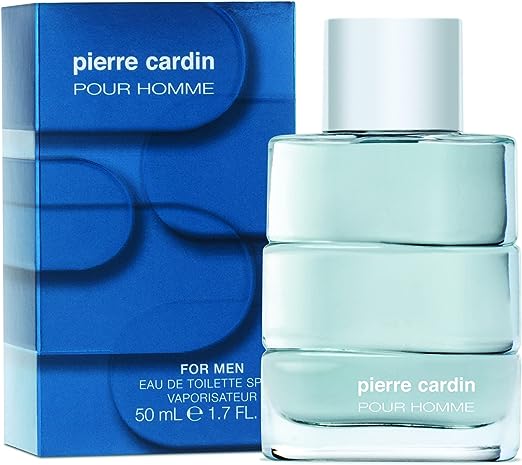 pierre cardin
POUR HOMME
FOR MEN
EAU DE TOILETTE
VAPORISATEUR
50 mL ℮ 1.7 FL.
pierre cardin
POUR HOMME